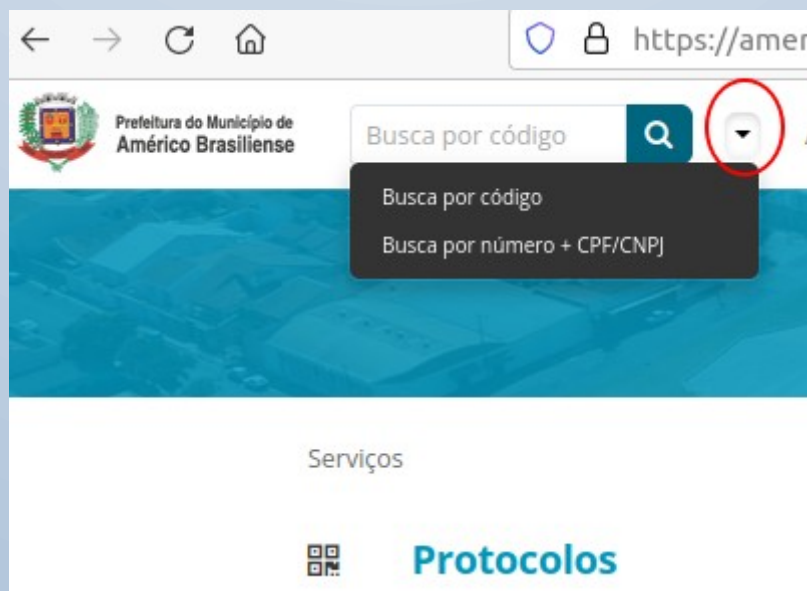 https://amer
Prefeitura do Município de
Américo Brasiliense
Busca por código
Busca por código
Busca por número + CPF/CNPJ
Serviços
Protocolos